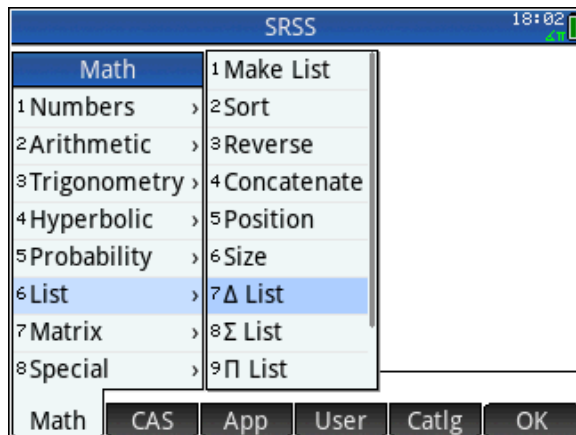 SRSS 18:02
∡π
Math
1 Numbers ›
2 Arithmetic ›
3 Trigonometry ›
4 Hyperbolic ›
5 Probability ›
6 List ›
7 Matrix ›
8 Special ›
1 Make List
2 Sort
3 Reverse
4 Concatenate
5 Position
6 Size
7 Δ List
8 Σ List
9 Π List
Math CAS App User Catlg OK